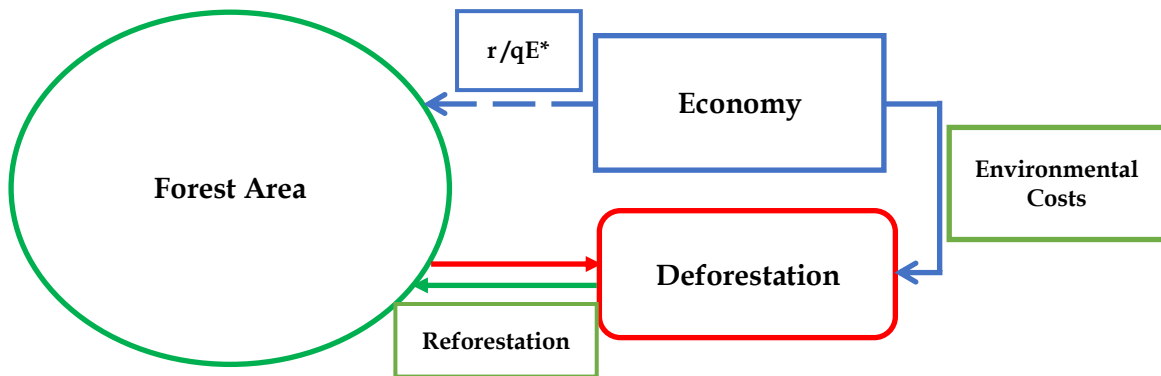 r/qE*
Economy
Forest Area
Environmental
Costs
Deforestation
Reforestation